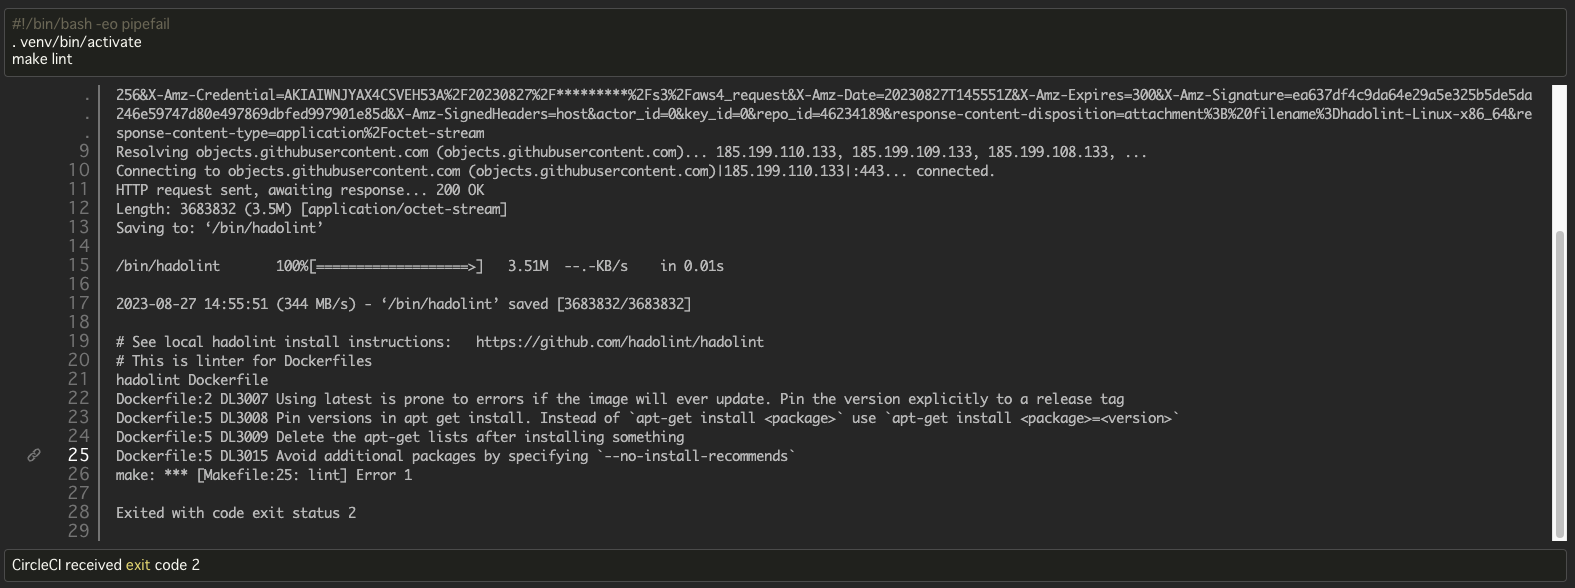 #!/bin/bash -eo pipefail
. venv/bin/activate
make lint
. 256&X-Amz-Credential=AKIAIWNJYAX4CSVEH53A%2F20230827%2F*********%2Fs3%2Faws4_request&X-Amz-Date=20230827T145551Z&X-Amz-Expires=300&X-Amz-Signature=ea637df4c9da64e29a5e325b5de5da
. 246e59747d80e497869dbfed997901e85d&X-Amz-SignedHeaders=host&actor_id=0&key_id=0&repo_id=46234189&response-content-disposition=attachment%3B%20filename%3Dhadolint-Linux-x86_64&re
. sponse-content-type=application%2Foctet-stream
9 Resolving objects.githubusercontent.com (objects.githubusercontent.com)... 185.199.110.133, 185.199.109.133, 185.199.108.133, ...
10 Connecting to objects.githubusercontent.com (objects.githubusercontent.com)|185.199.110.133|:443... connected.
11 HTTP request sent, awaiting response... 200 OK
12 Length: 3683832 (3.5M) [application/octet-stream]
13 Saving to: ‘/bin/hadolint’
14
15 /bin/hadolint       100%[===================>]   3.51M  --.-KB/s    in 0.01s
16
17 2023-08-27 14:55:51 (344 MB/s) - ‘/bin/hadolint’ saved [3683832/3683832]
18
19 # See local hadolint install instructions:   https://github.com/hadolint/hadolint
20 # This is linter for Dockerfiles
21 hadolint Dockerfile
22 Dockerfile:2 DL3007 Using latest is prone to errors if the image will ever update. Pin the version explicitly to a release tag
23 Dockerfile:5 DL3008 Pin versions in apt get install. Instead of `apt-get install <package>` use `apt-get install <package>=<version>`
24 Dockerfile:5 DL3009 Delete the apt-get lists after installing something
25 Dockerfile:5 DL3015 Avoid additional packages by specifying `--no-install-recommends`
26 make: *** [Makefile:25: lint] Error 1
27
28 Exited with code exit status 2
29
CircleCI received exit code 2